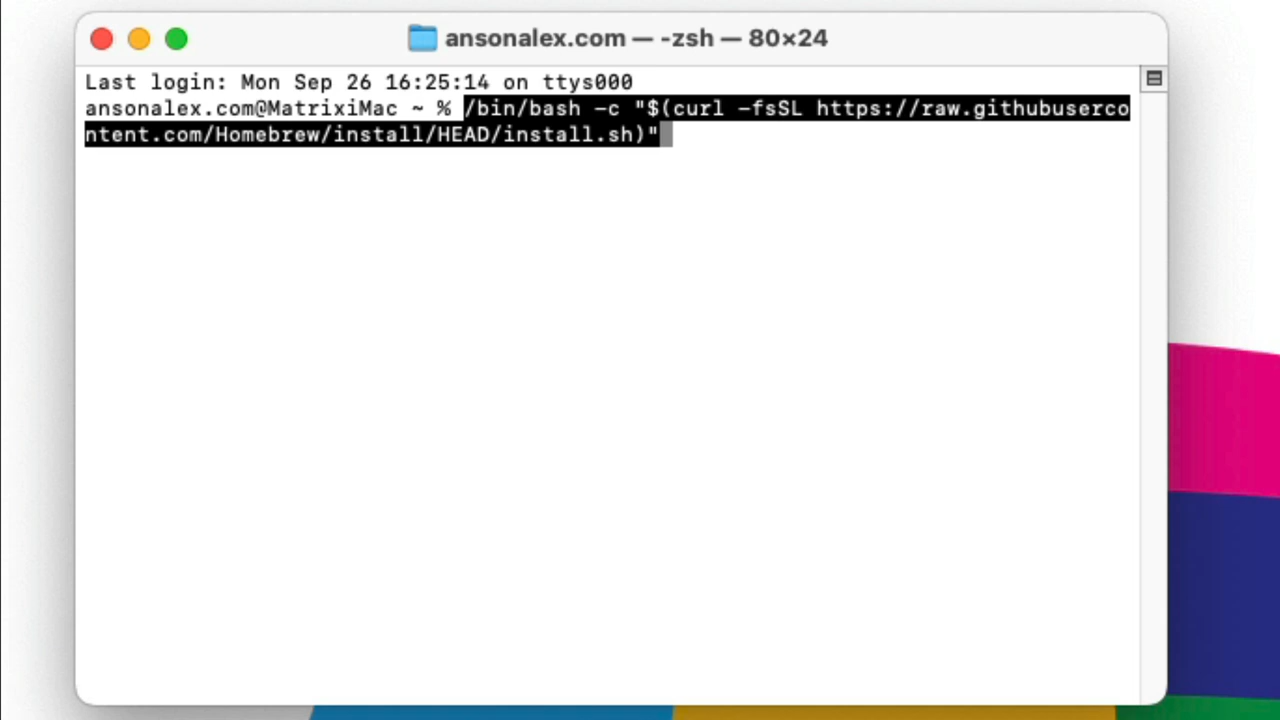 ansonalex.com — -zsh — 80×24
Last login: Mon Sep 26 16:25:14 on ttys000
ansonalex.com@MatrixiMac ~ % /bin/bash -c "$(curl -fsSL https://raw.githubuserco
ntent.com/Homebrew/install/HEAD/install.sh)"